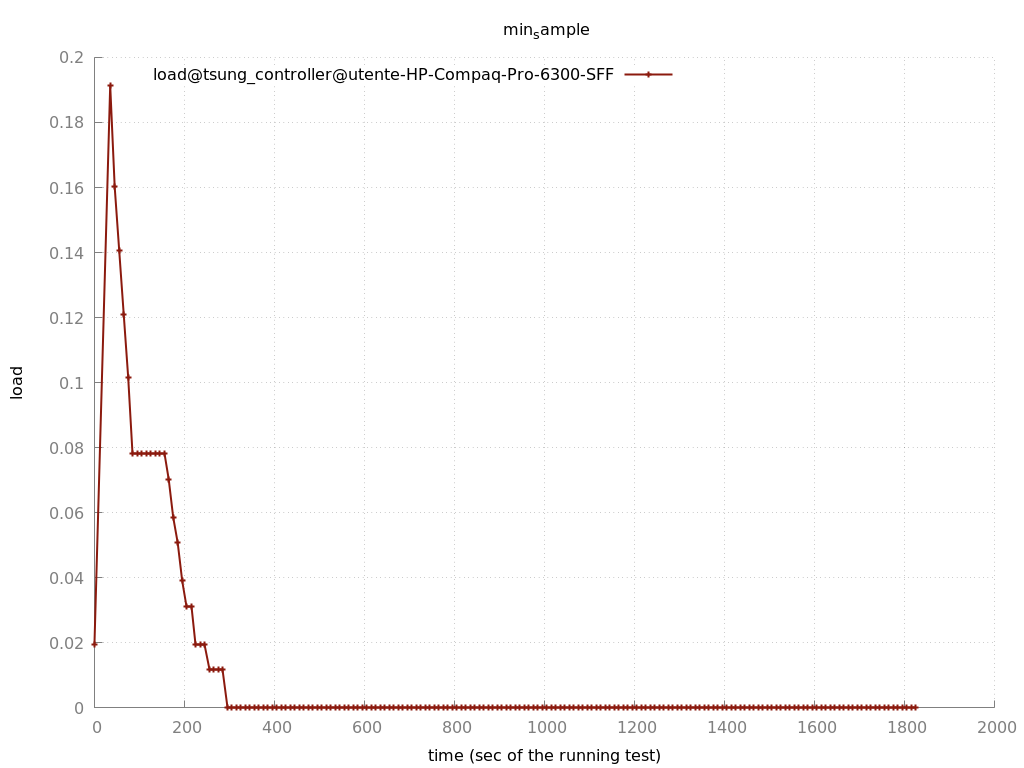 min_sample
load@tsung_controller@utente-HP-Compaq-Pro-6300-SFF
0.2
0.18
0.16
0.14
0.12
0.1
0.08
0.06
0.04
0.02
0
load
0 200 400 600 800 1000 1200 1400 1600 1800 2000
time (sec of the running test)